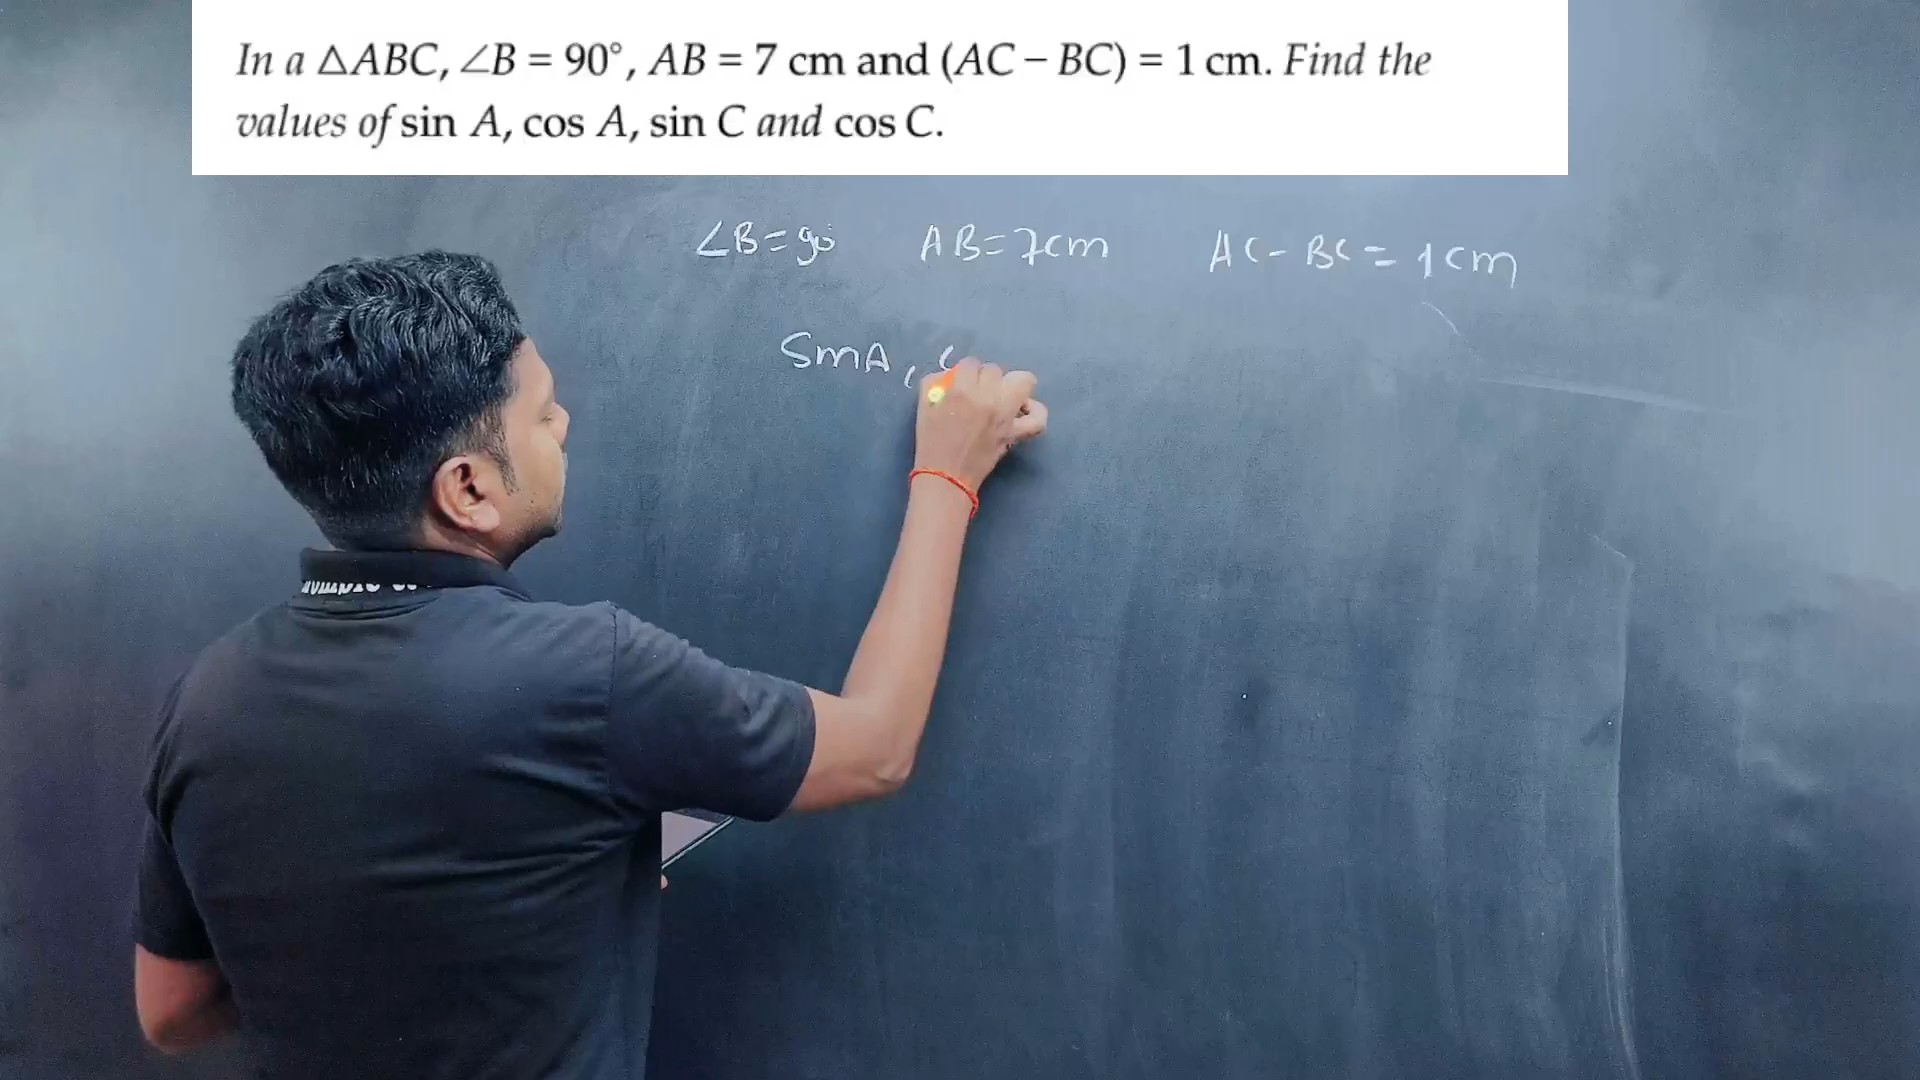 In a △ABC, ∠B = 90°, AB = 7 cm and (AC − BC) = 1 cm. Find the
values of sin A, cos A, sin C and cos C.
∠B=90° AB=7cm AC-BC=1cm
SinA, C